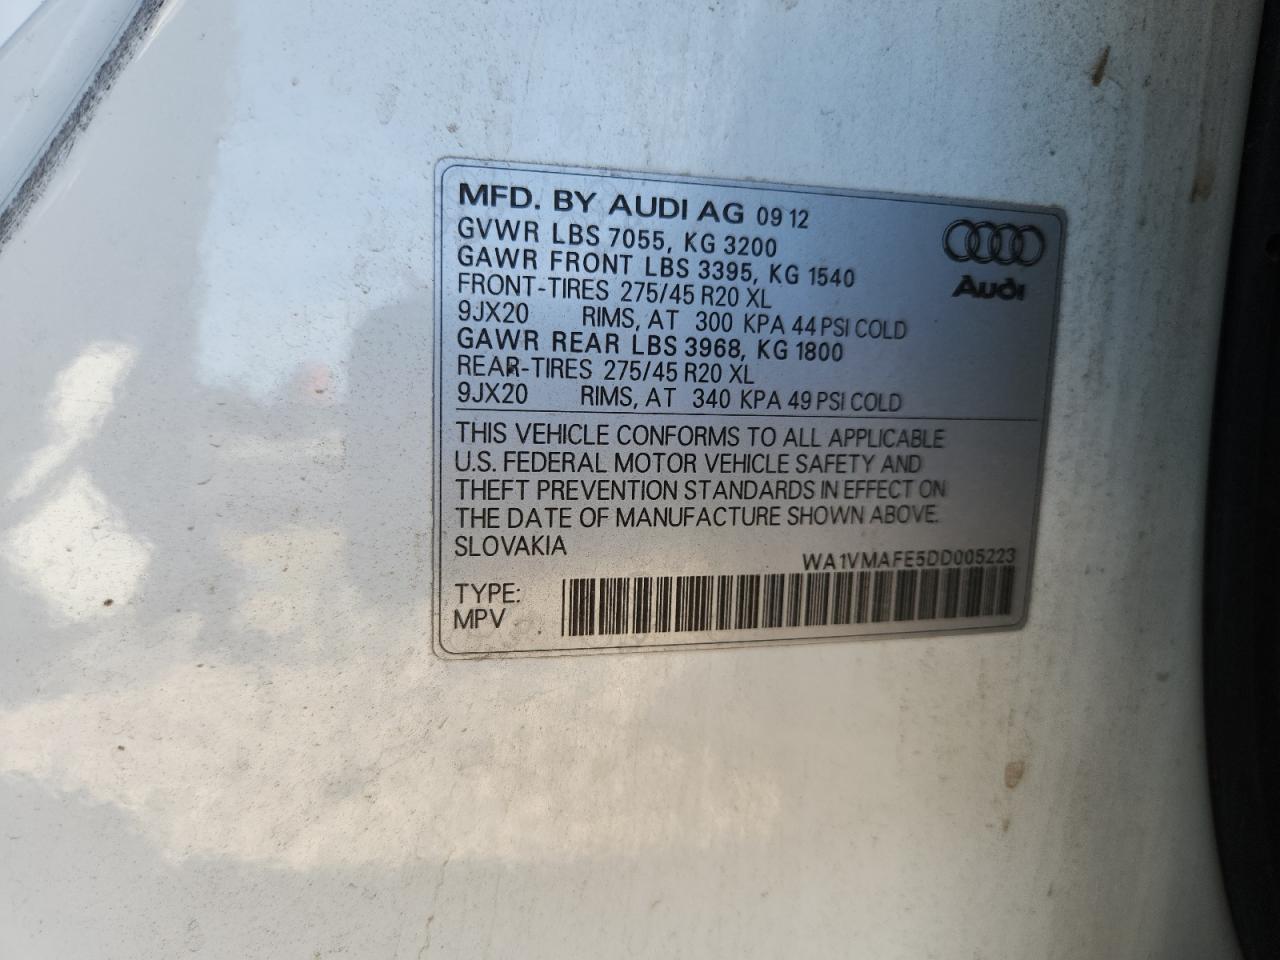 MFD. BY AUDI AG 09 12
GVWR LBS 7055, KG 3200
GAWR FRONT LBS 3395, KG 1540
FRONT-TIRES 275/45 R20 XL
9JX20 RIMS, AT 300 KPA 44 PSI COLD
GAWR REAR LBS 3968, KG 1800
REAR-TIRES 275/45 R20 XL
9JX20 RIMS, AT 340 KPA 49 PSI COLD
Audi
THIS VEHICLE CONFORMS TO ALL APPLICABLE
U.S. FEDERAL MOTOR VEHICLE SAFETY AND
THEFT PREVENTION STANDARDS IN EFFECT ON
THE DATE OF MANUFACTURE SHOWN ABOVE.
SLOVAKIA
WA1VMAFE5DD005223
TYPE:
MPV